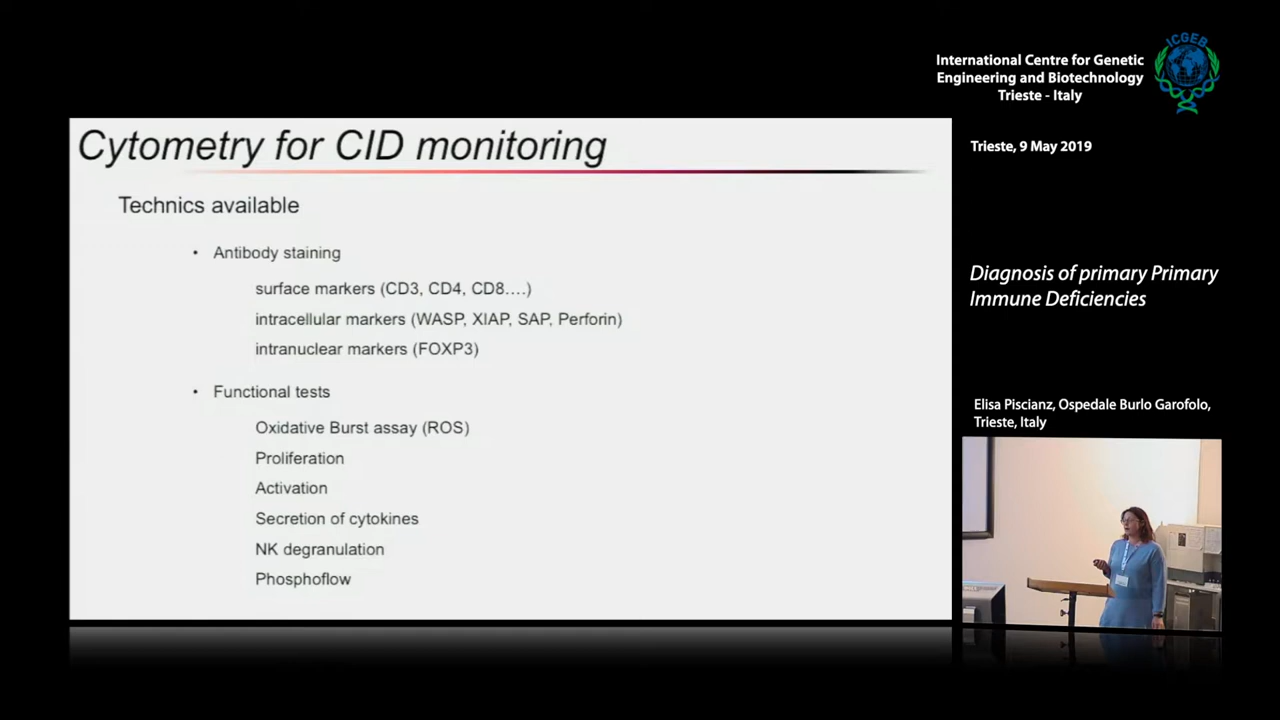 ICGEB
International Centre for Genetic
Engineering and Biotechnology
Trieste - Italy
Trieste, 9 May 2019
Cytometry for CID monitoring
Technics available
• Antibody staining
surface markers (CD3, CD4, CD8....)
intracellular markers (WASP, XIAP, SAP, Perforin)
intranuclear markers (FOXP3)
• Functional tests
Oxidative Burst assay (ROS)
Proliferation
Activation
Secretion of cytokines
NK degranulation
Phosphoflow
Diagnosis of primary Primary
Immune Deficiencies
Elisa Piscianz, Ospedale Burlo Garofolo,
Trieste, Italy